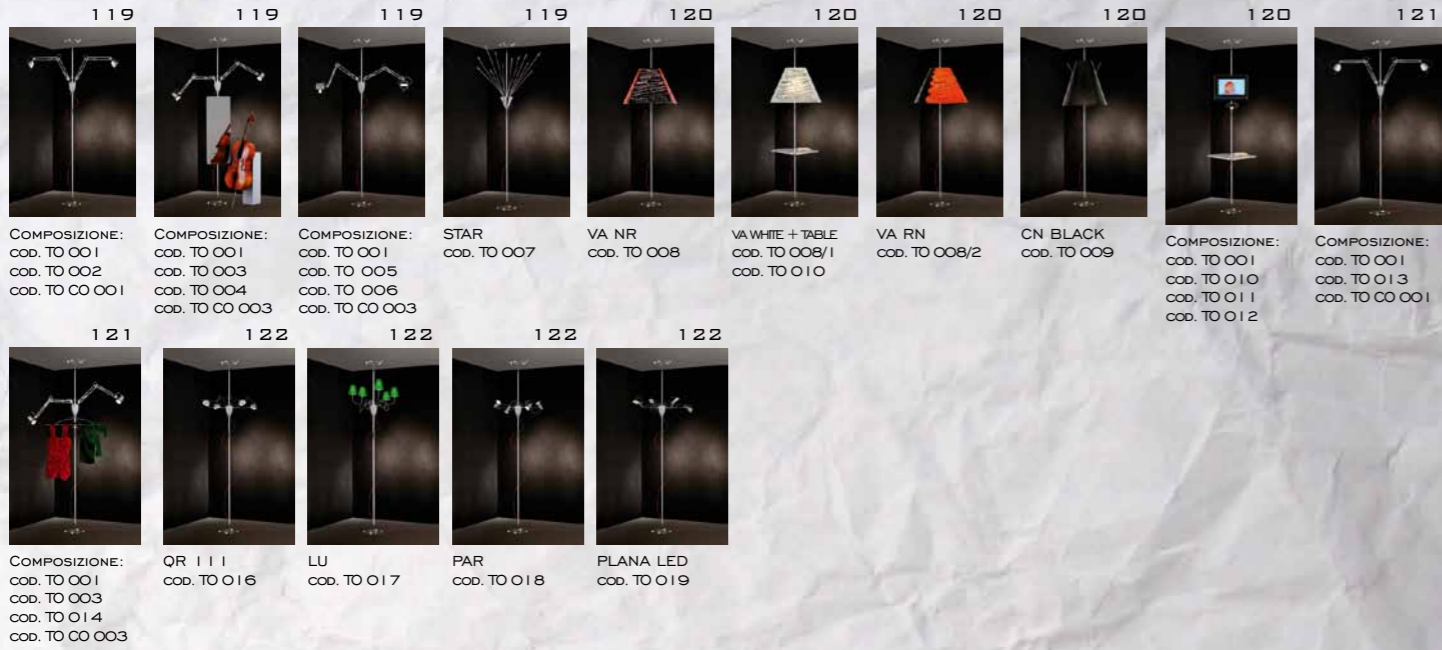 119
Composizione:
cod. TO 001
cod. TO 002
cod. TO CO 001
119
Composizione:
cod. TO 001
cod. TO 003
cod. TO 004
cod. TO CO 003
119
Composizione:
cod. TO 001
cod. TO 005
cod. TO 006
cod. TO CO 003
119
STAR
cod. TO 007
120
VA NR
cod. TO 008
120
VA WHITE + TABLE
cod. TO 008/1
cod. TO 010
120
VA RN
cod. TO 008/2
120
CN BLACK
cod. TO 009
120
Composizione:
cod. TO 001
cod. TO 010
cod. TO 011
cod. TO 012
121
Composizione:
cod. TO 001
cod. TO 013
cod. TO CO 001
121
Composizione:
cod. TO 001
cod. TO 003
cod. TO 014
cod. TO CO 003
122
QR 111
cod. TO 016
122
LU
cod. TO 017
122
PAR
cod. TO 018
122
PLANA LED
cod. TO 019